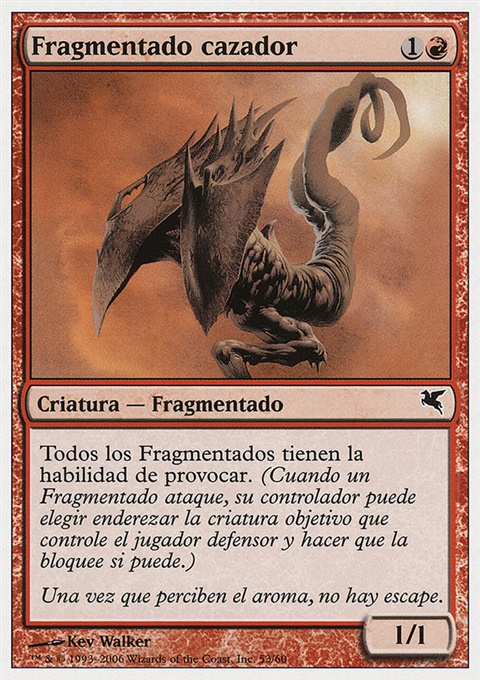 Fragmentado cazador
1
Criatura — Fragmentado
Todos los Fragmentados tienen la
habilidad de provocar. (Cuando un
Fragmentado ataque, su controlador puede
elegir enderezar la criatura objetivo que
controle el jugador defensor y hacer que la
bloquee si puede.)
Una vez que perciben el aroma, no hay escape.
Kev Walker
1/1
™ & © 1993-2006 Wizards of the Coast, Inc. 53/60